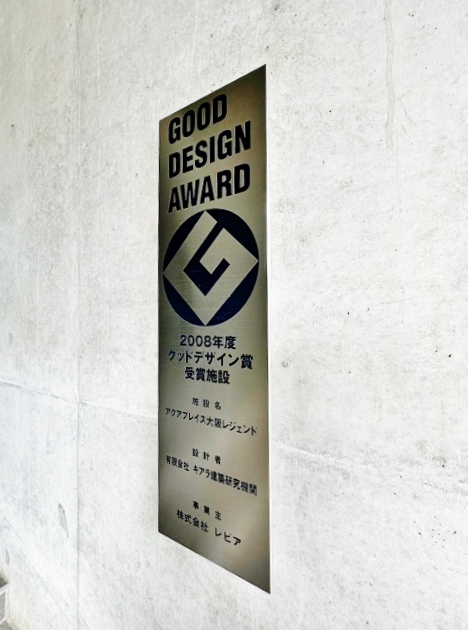 GOOD
DESIGN
AWARD
2008年度
グッドデザイン賞
受賞施設
施設名
アクアプレイス大阪レジェンド
設計者
有限会社 キアラ建築研究機関
事業主
株式会社 レビア